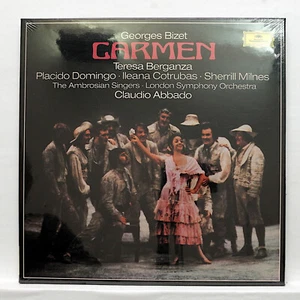 Georges Bizet
CARMEN
Teresa Berganza
Placido Domingo · Ileana Cotrubas · Sherrill Milnes
The Ambrosian Singers · London Symphony Orchestra
Claudio Abbado